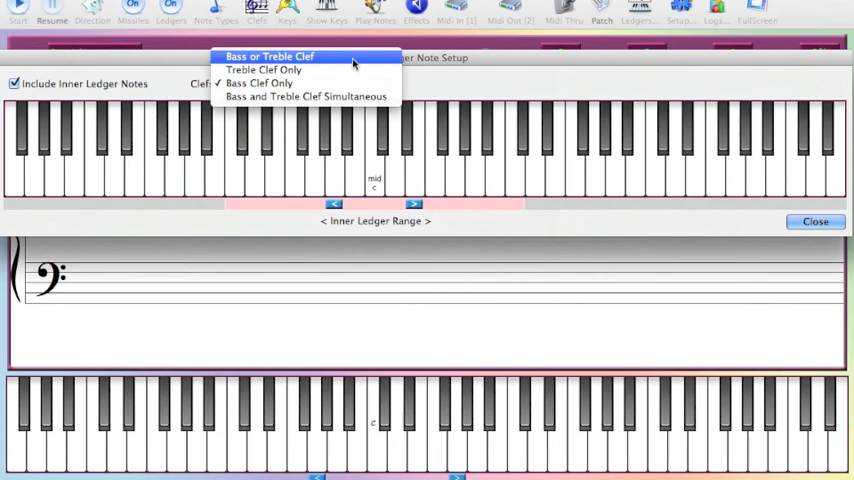 Start Resume Direction Missiles Ledgers Note Types Clefs Keys Show Keys Play Notes Effects Midi In [1] Midi Out [2] Midi Thru Patch Ledgers... Setup... Logs... FullScreen
ger Note Setup
Bass or Treble Clef
Treble Clef Only
Include Inner Ledger Notes Clefs ✓ Bass Clef Only
Bass and Treble Clef Simultaneous
mid
c
< >
< Inner Ledger Range > Close
c
< >